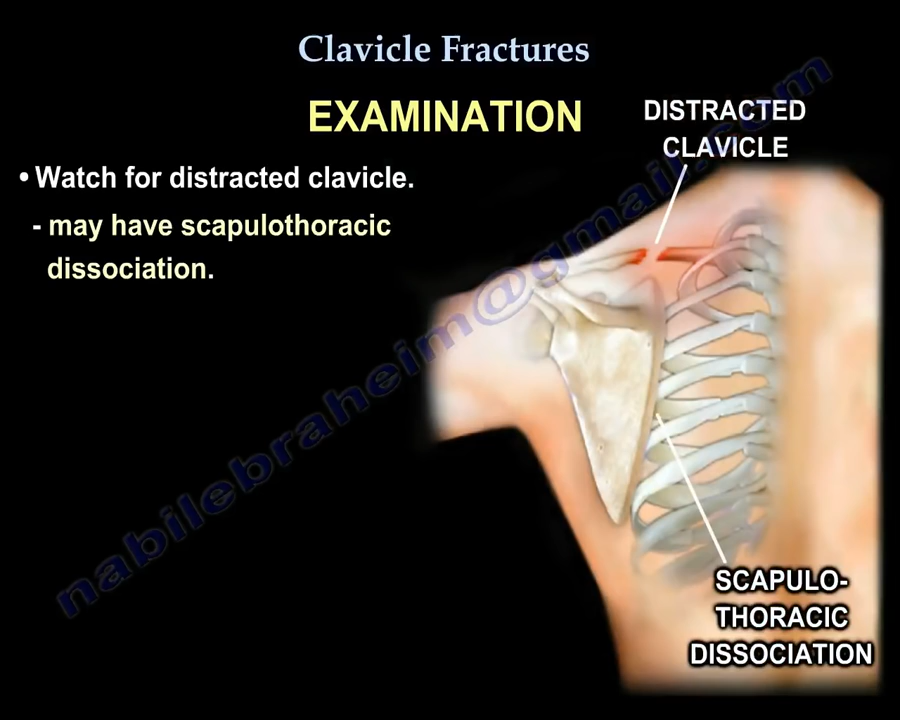 Clavicle Fractures
EXAMINATION
• Watch for distracted clavicle.
- may have scapulothoracic
dissociation.
DISTRACTED
CLAVICLE
SCAPULO-
THORACIC
DISSOCIATION
nabilebraheim@gmail.com